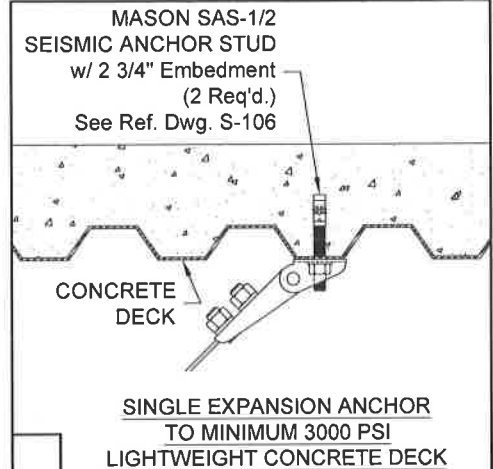 MASON SAS-1/2
SEISMIC ANCHOR STUD
w/ 2 3/4" Embedment
(2 Req'd.)
See Ref. Dwg. S-106
CONCRETE
DECK
SINGLE EXPANSION ANCHOR
TO MINIMUM 3000 PSI
LIGHTWEIGHT CONCRETE DECK